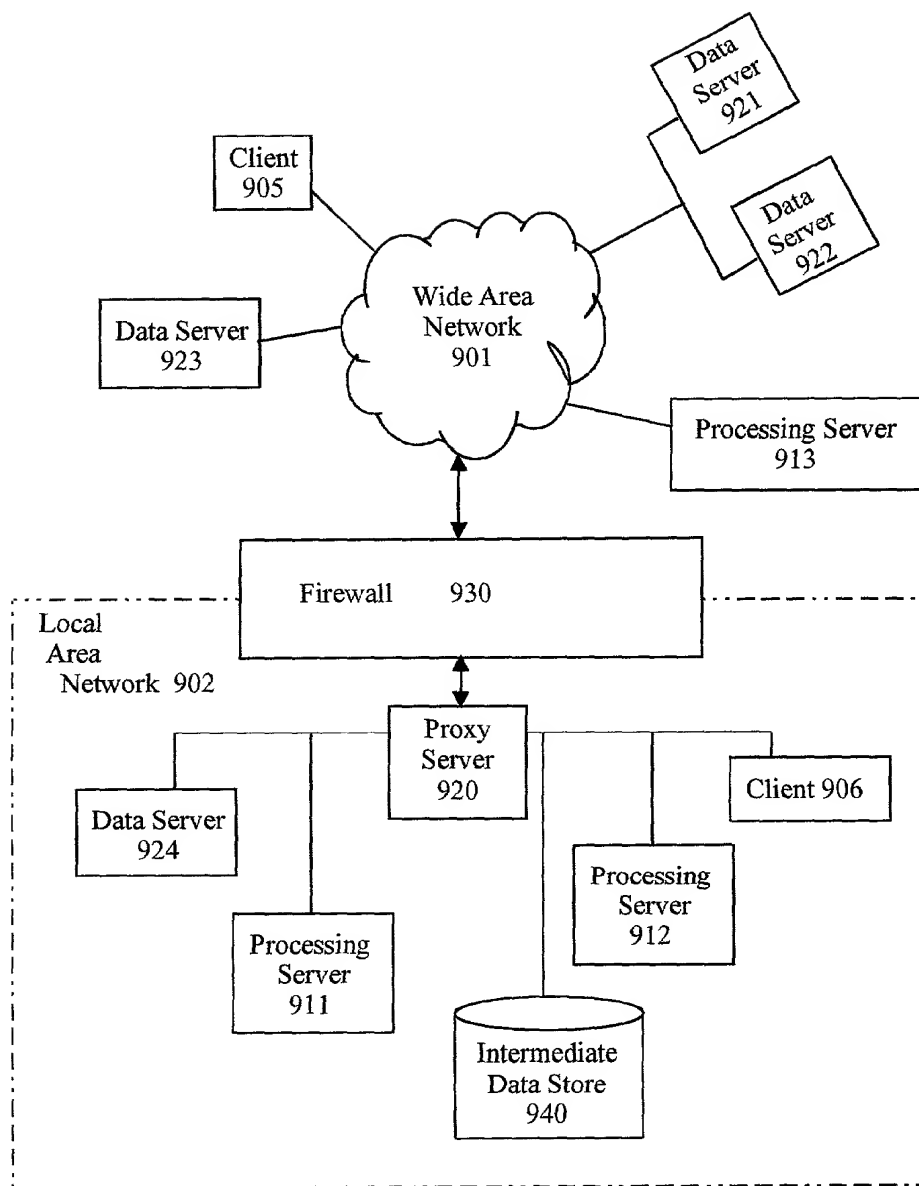 Data
Server
921
Client
905
Data
Server
922
Wide Area
Network
901
Data Server
923
Processing Server
913
Firewall 930
Local
Area
Network 902
Proxy
Server
920
Client 906
Data Server
924
Processing
Server
912
Processing
Server
911
Intermediate
Data Store
940